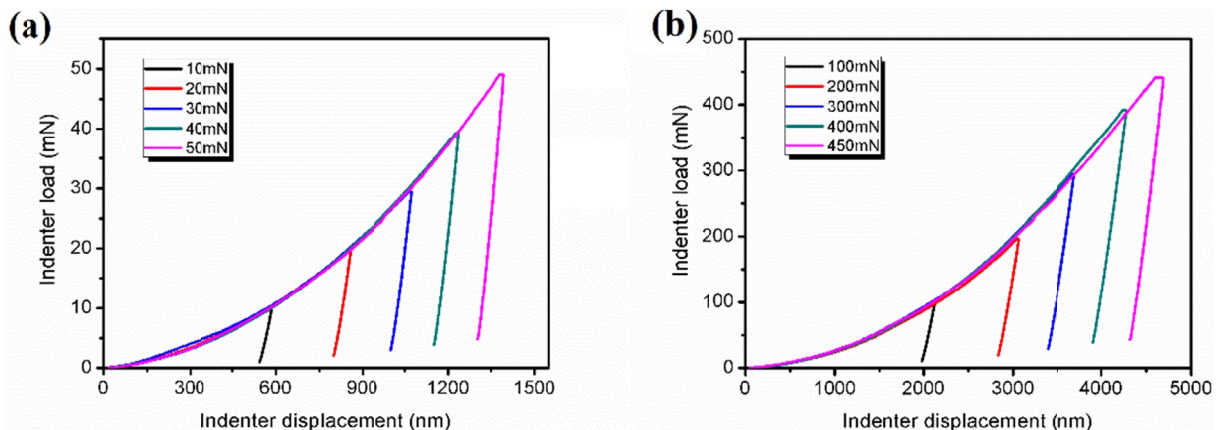 (a)
Indenter load (mN)
50
40
30
20
10
0
10mN
20mN
30mN
40mN
50mN
0 300 600 900 1200 1500
Indenter displacement (nm)
(b)
Indenter load (mN)
500
400
300
200
100
0
100mN
200mN
300mN
400mN
450mN
0 1000 2000 3000 4000 5000
Indenter displacement (nm)